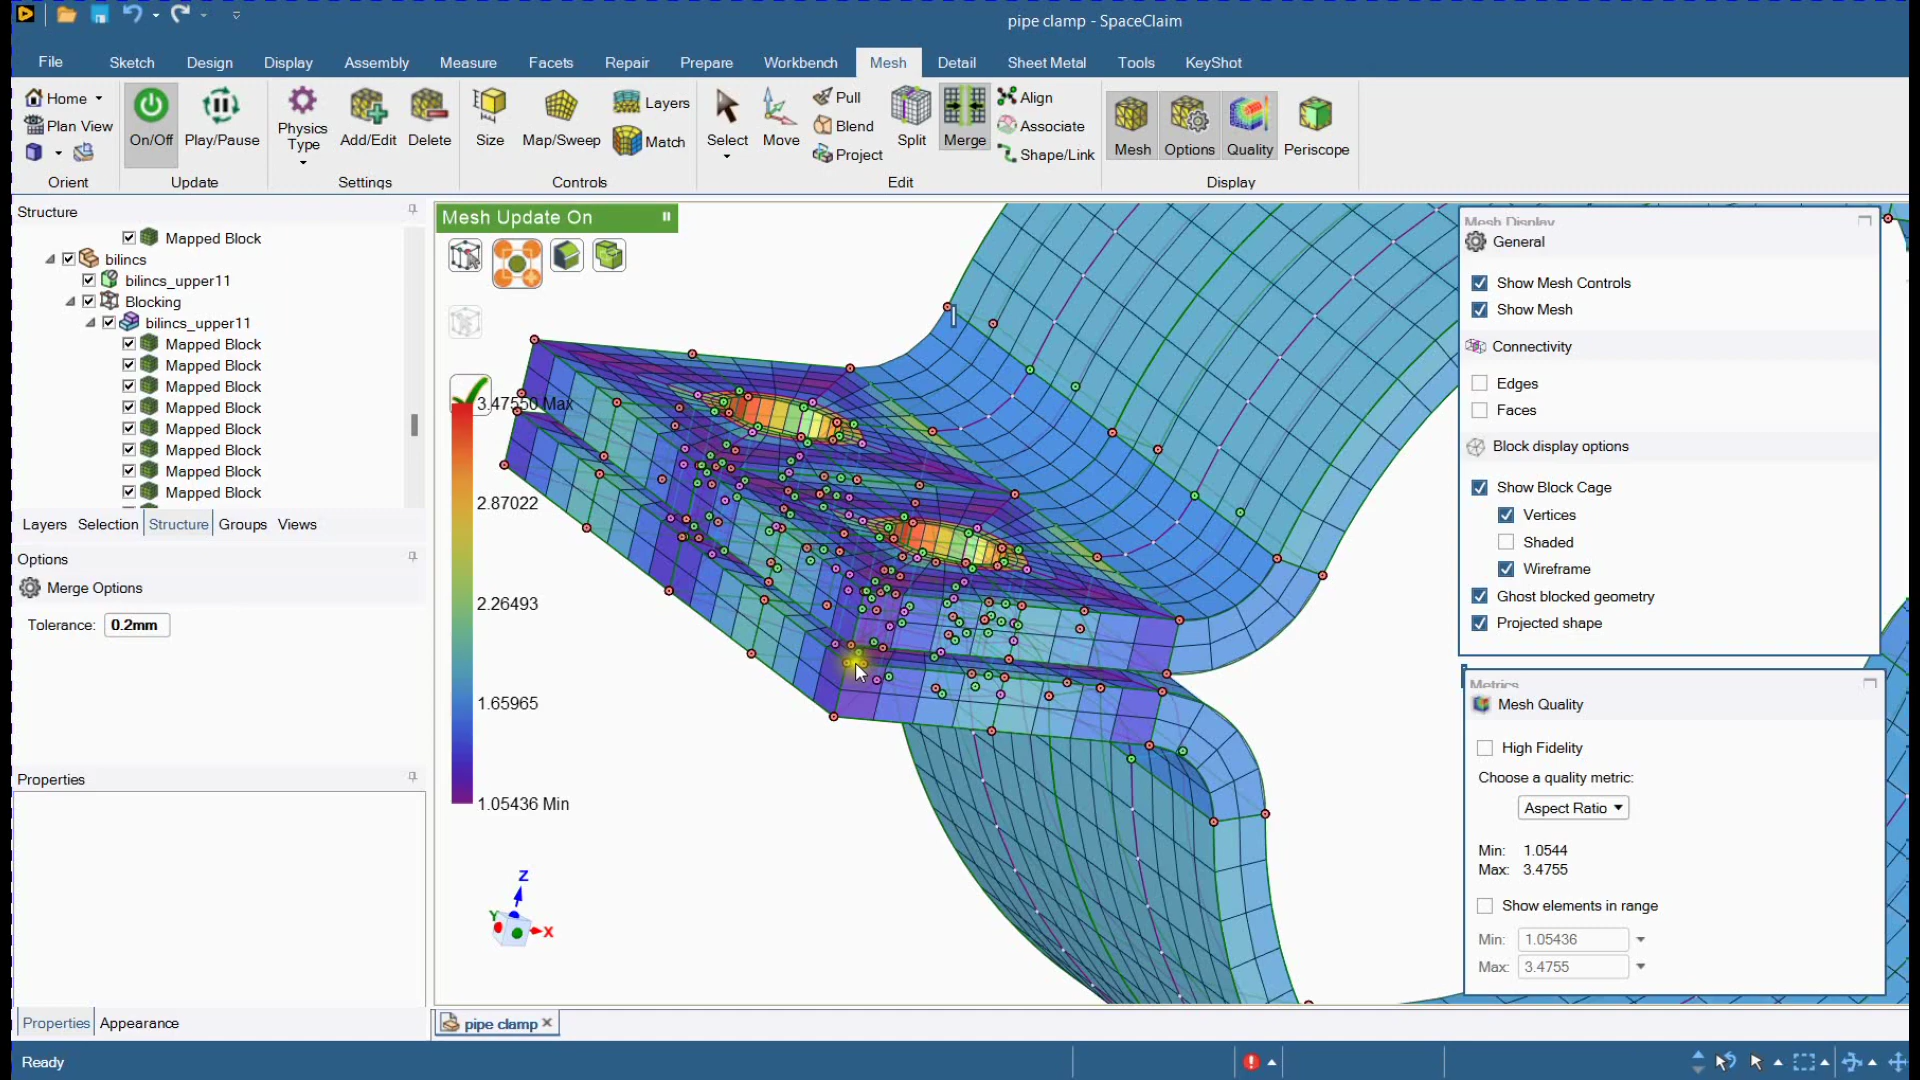 pipe clamp - SpaceClaim
File Sketch Design Display Assembly Measure Facets Repair Prepare Workbench Mesh Detail Sheet Metal Tools KeyShot
Home
Plan View
Orient
On/Off
Play/Pause
Update
Physics
Type
Add/Edit
Delete
Settings
Size
Map/Sweep
Layers
Match
Controls
Select
Move
Pull
Blend
Project
Split
Merge
Align
Associate
Shape/Link
Edit
Mesh
Options
Quality
Periscope
Display
Structure
Mapped Block
bilincs
bilincs_upper11
Blocking
bilincs_upper11
Mapped Block
Mapped Block
Mapped Block
Mapped Block
Mapped Block
Mapped Block
Mapped Block
Mapped Block
Layers Selection Structure Groups Views
Options
Merge Options
Tolerance: 0.2mm
Properties
Properties Appearance
Mesh Update On
3.47550 Max
2.87022
2.26493
1.65965
1.05436 Min
Z
Y
X
pipe clamp
Mesh Display
General
Show Mesh Controls
Show Mesh
Connectivity
Edges
Faces
Block display options
Show Block Cage
Vertices
Shaded
Wireframe
Ghost blocked geometry
Projected shape
Metrics
Mesh Quality
High Fidelity
Choose a quality metric:
Aspect Ratio
Min: 1.0544
Max: 3.4755
Show elements in range
Min: 1.05436
Max: 3.4755
Ready